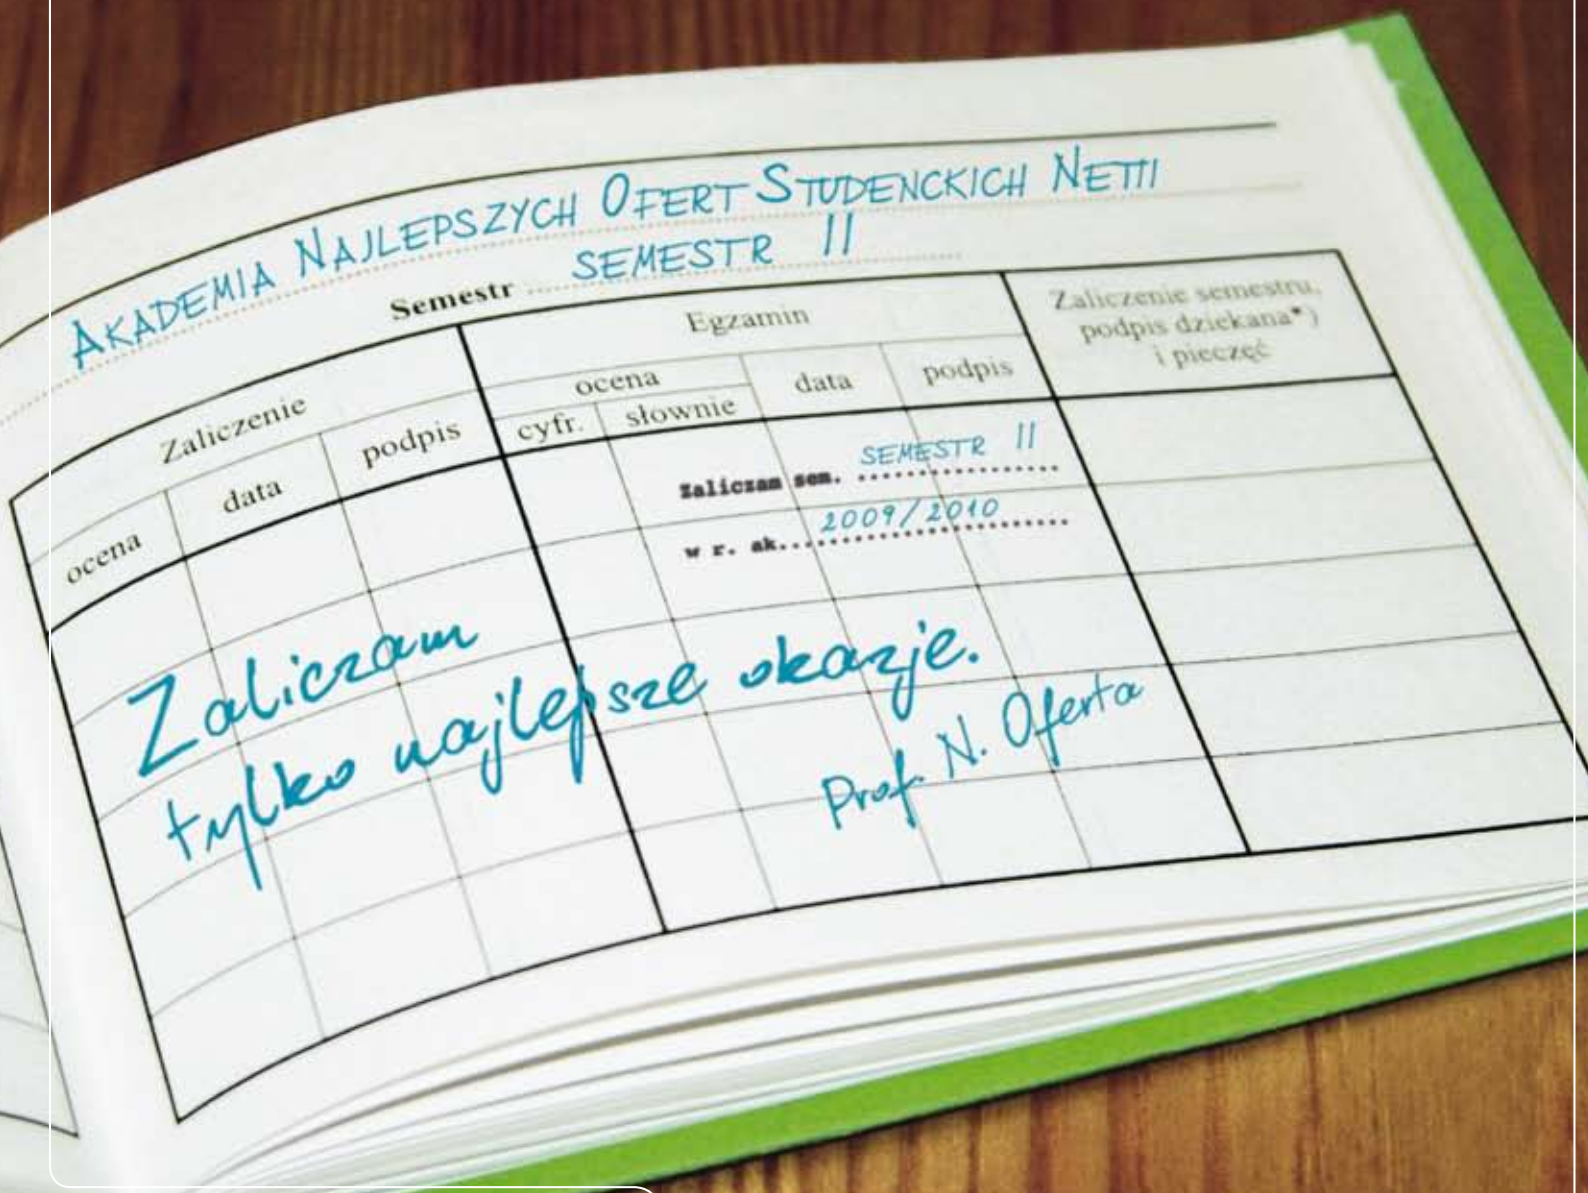 AKADEMIA NAJLEPSZYCH OFERT STUDENCKICH NETII
Semestr SEMESTR II
Zaliczenie
Egzamin
Zaliczenie semestru,
podpis dziekana*)
i pieczęć
ocena
data
podpis
ocena
cyfr.
słownie
data
podpis
Zaliczam sem. SEMESTR II
w r. ak. 2009/2010
Zaliczam
tylko najlepsze okazje.
Prof. N. Oferta